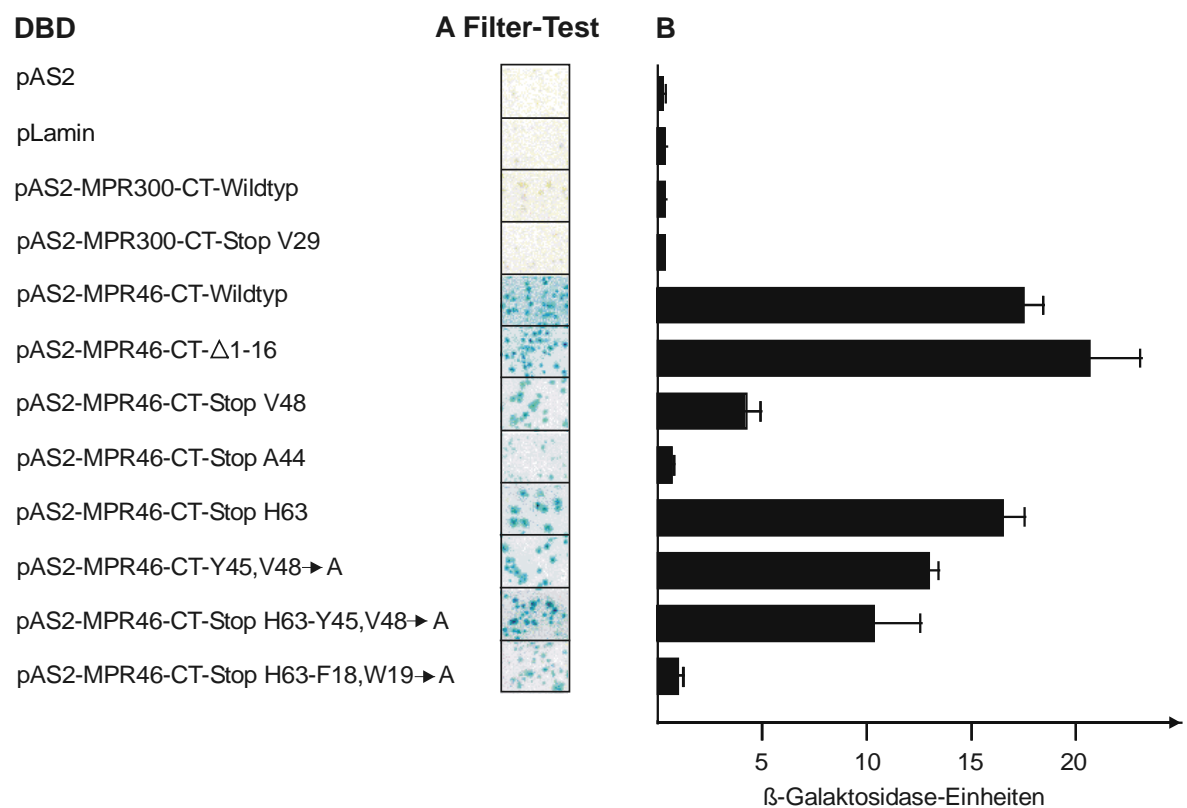 DBD A Filter-Test B
pAS2
pLamin
pAS2-MPR300-CT-Wildtyp
pAS2-MPR300-CT-Stop V29
pAS2-MPR46-CT-Wildtyp
pAS2-MPR46-CT-△1-16
pAS2-MPR46-CT-Stop V48
pAS2-MPR46-CT-Stop A44
pAS2-MPR46-CT-Stop H63
pAS2-MPR46-CT-Y45,V48→A
pAS2-MPR46-CT-Stop H63-Y45,V48→A
pAS2-MPR46-CT-Stop H63-F18,W19→A
5 10 15 20
ß-Galaktosidase-Einheiten